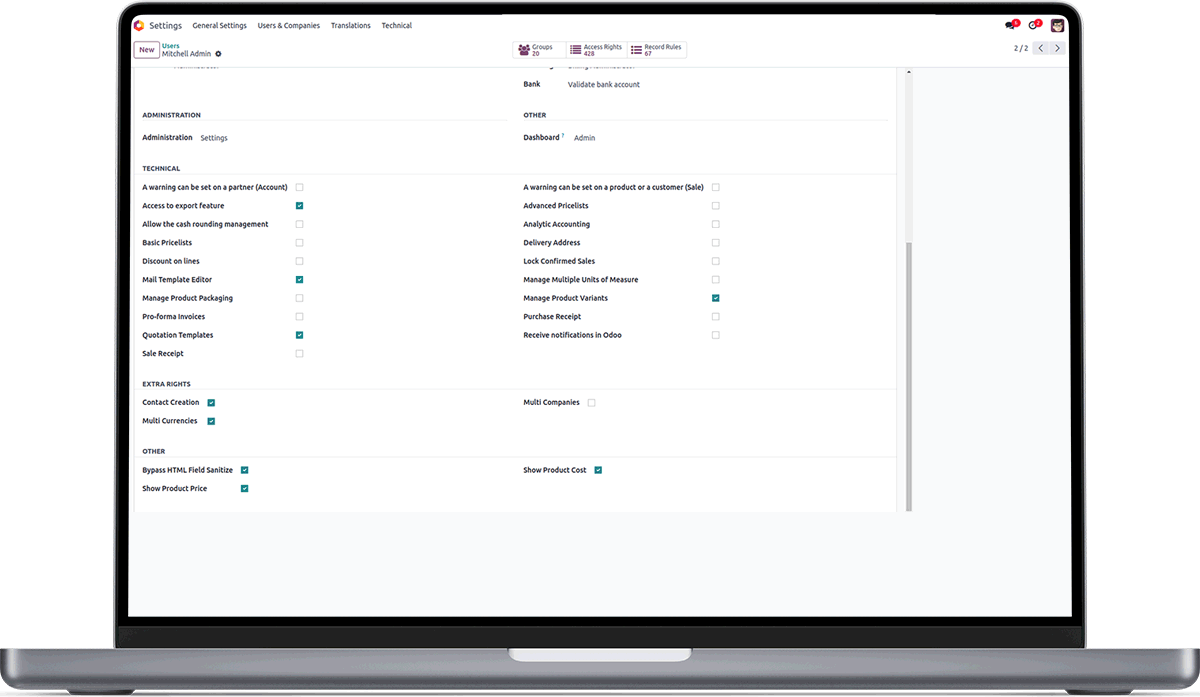 Settings General Settings Users & Companies Translations Technical 5 2
New Users Mitchell Admin Groups 20 Access Rights 428 Record Rules 67 2 / 2
Bank Validate bank account
ADMINISTRATION OTHER
Administration Settings Dashboard ? Admin
TECHNICAL
A warning can be set on a partner (Account) A warning can be set on a product or a customer (Sale)
Access to export feature Advanced Pricelists
Allow the cash rounding management Analytic Accounting
Basic Pricelists Delivery Address
Discount on lines Lock Confirmed Sales
Mail Template Editor Manage Multiple Units of Measure
Manage Product Packaging Manage Product Variants
Pro-forma Invoices Purchase Receipt
Quotation Templates Receive notifications in Odoo
Sale Receipt
EXTRA RIGHTS
Contact Creation Multi Companies
Multi Currencies
OTHER
Bypass HTML Field Sanitize Show Product Cost
Show Product Price